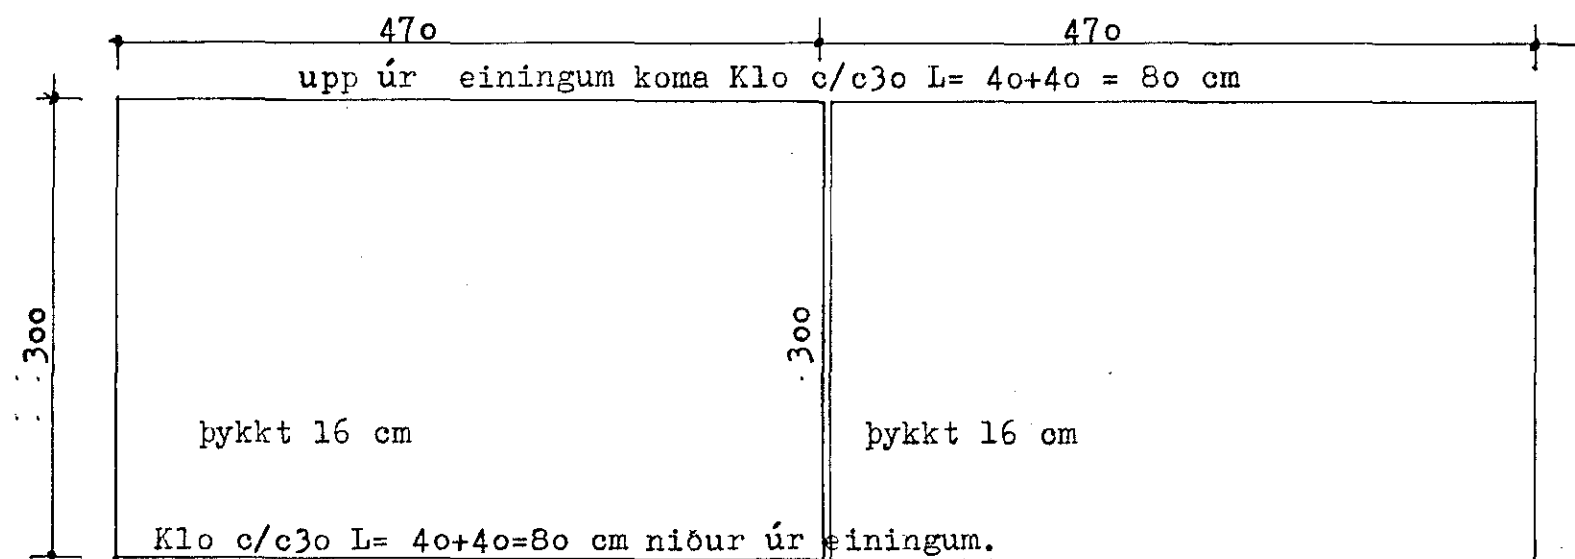 47o 47o
upp úr einingum koma Klo c/c3o L= 4o+4o = 8o cm
3oo 3oo
þykkt 16 cm þykkt 16 cm
Klo c/c3o L= 4o+4o=8o cm niður úr einingum.